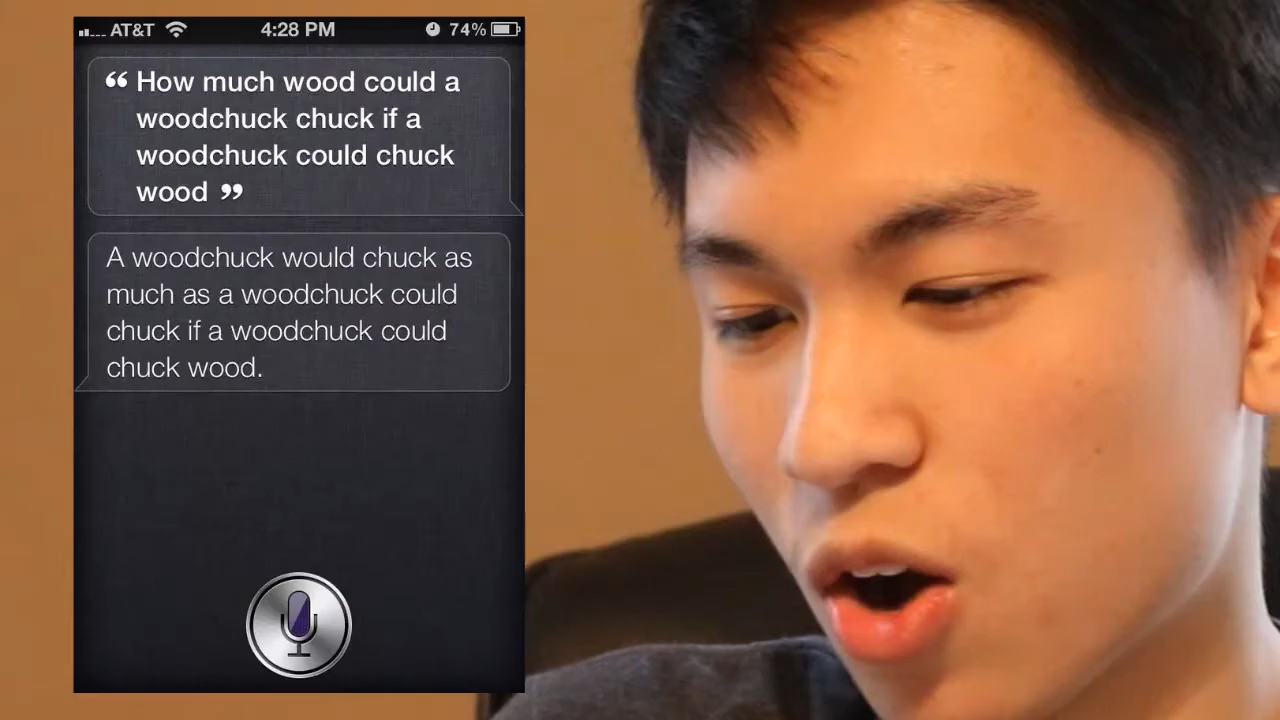 AT&T 4:28 PM 74%
“ How much wood could a
woodchuck chuck if a
woodchuck could chuck
wood ”
A woodchuck would chuck as
much as a woodchuck could
chuck if a woodchuck could
chuck wood.